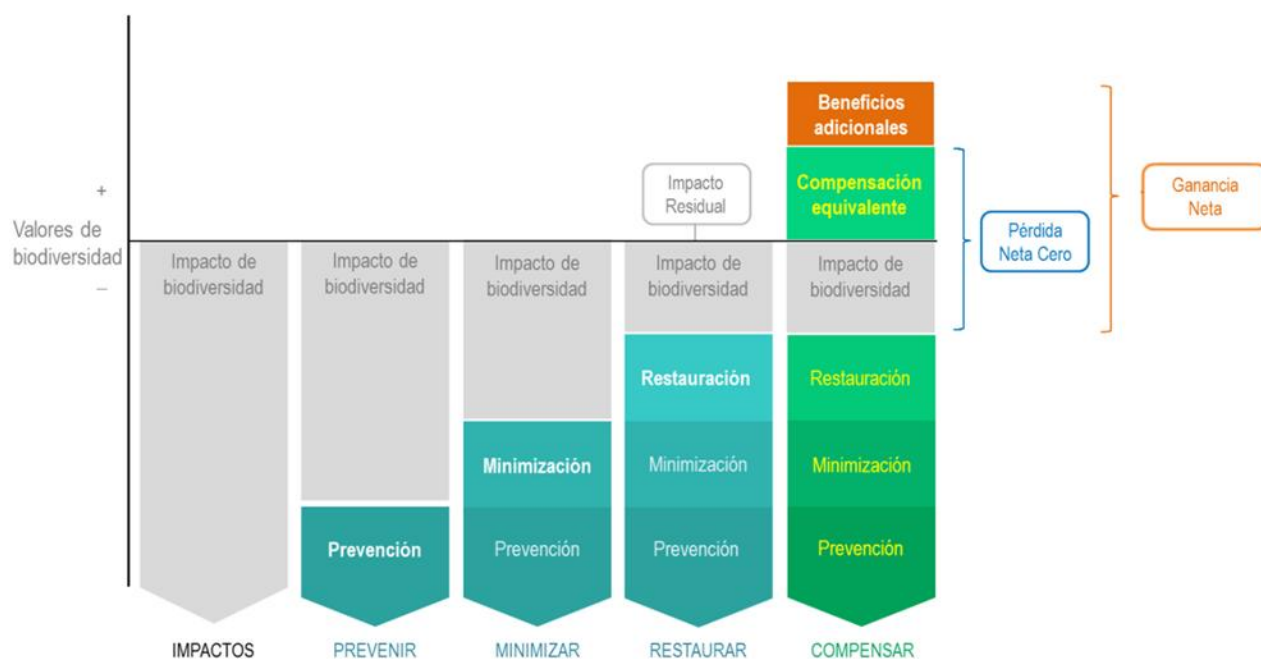 Beneficios
adicionales
+
Valores de
biodiversidad
–
Impacto
Residual
Compensación
equivalente
Pérdida
Neta Cero
Ganancia
Neta
Impacto de
biodiversidad
Impacto de
biodiversidad
Impacto de
biodiversidad
Impacto de
biodiversidad
Impacto de
biodiversidad
Restauración
Restauración
Minimización
Minimización
Minimización
Prevención
Prevención
Prevención
Prevención
IMPACTOS
PREVENIR
MINIMIZAR
RESTAURAR
COMPENSAR